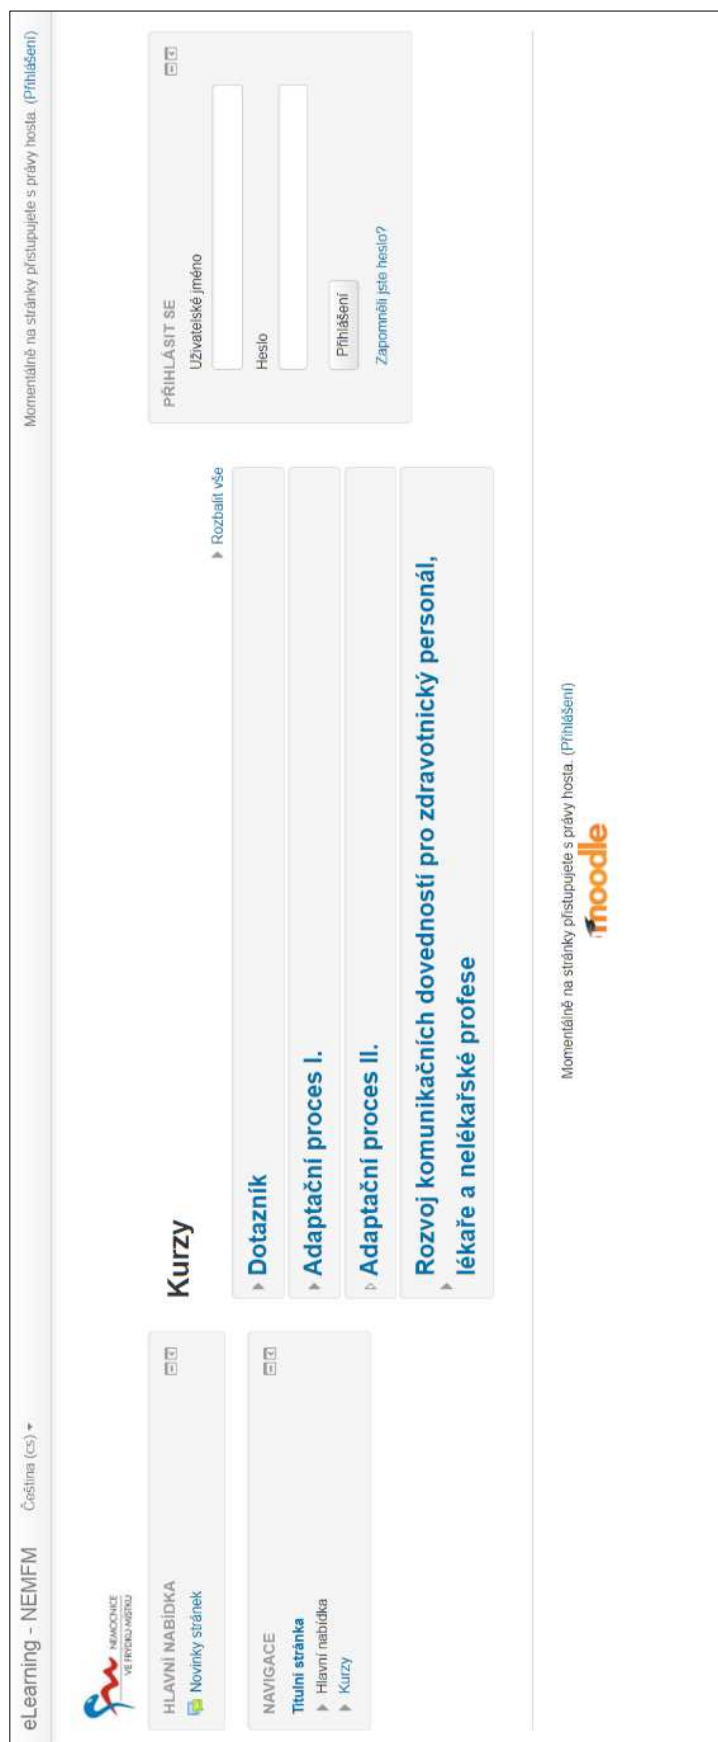 eLearning - NEMFM
Čeština (cs)
Momentálně na stránky přistupujete s právy hosta. (Přihlášení)
NEMOCNICE
VE FRÝDKU-MÍSTKU
HLAVNÍ NABÍDKA
Novinky stránek
NAVIGACE
Titulní stránka
Hlavní nabídka
Kurzy
Kurzy
Rozbalit vše
Dotazník
Adaptační proces I.
Adaptační proces II.
Rozvoj komunikačních dovedností pro zdravotnický personál,
lékaře a nelékařské profese
PŘIHLÁSIT SE
Uživatelské jméno
Heslo
Přihlášení
Zapomněli jste heslo?
Momentálně na stránky přistupujete s právy hosta. (Přihlášení)
moodle